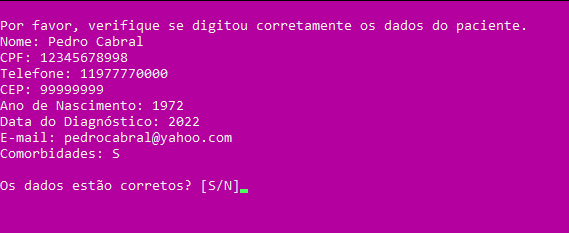 Por favor, verifique se digitou corretamente os dados do paciente.
Nome: Pedro Cabral
CPF: 12345678998
Telefone: 11977770000
CEP: 99999999
Ano de Nascimento: 1972
Data do Diagnóstico: 2022
E-mail: pedrocabral@yahoo.com
Comorbidades: S
Os dados estão corretos? [S/N]